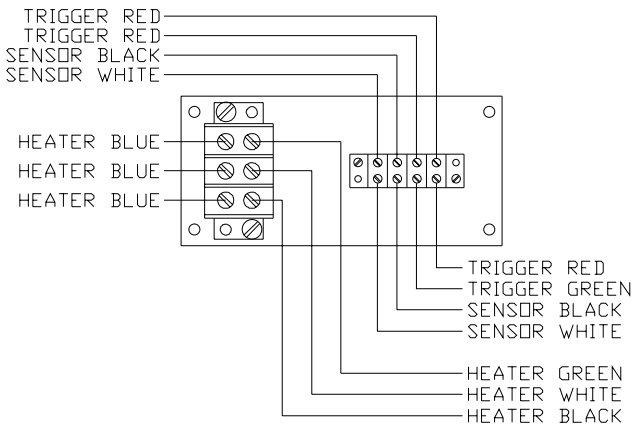 TRIGGER RED
TRIGGER RED
SENSOR BLACK
SENSOR WHITE
HEATER BLUE
HEATER BLUE
HEATER BLUE
TRIGGER RED
TRIGGER GREEN
SENSOR BLACK
SENSOR WHITE
HEATER GREEN
HEATER WHITE
HEATER BLACK